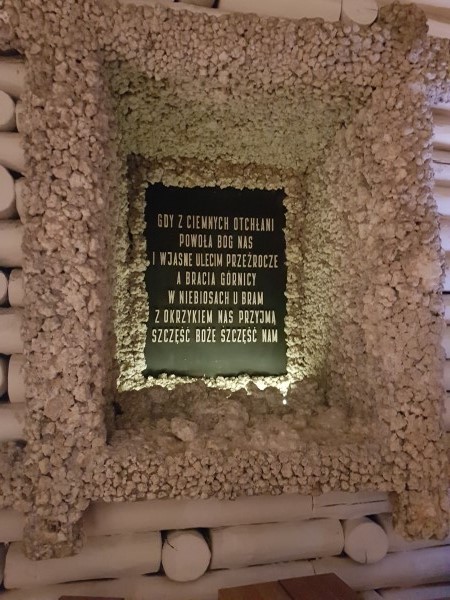 GDY Z CIEMNYCH OTCHŁANI
POWOŁA BÓG NAS
I WJASNE ULECIM PRZEŹROCZE
A BRACIA GÓRNICY
W NIEBIOSACH U BRAM
Z OKRZYKIEM NAS PRZYJMĄ
SZCZĘŚĆ BOŻE SZCZĘŚĆ NAM